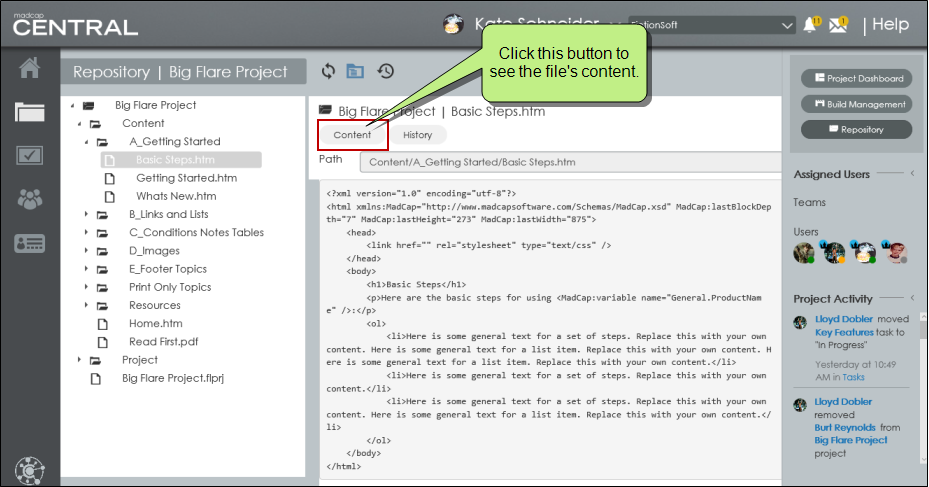 madcap
CENTRAL
Kate Schneider
FictionSoft
11
1
Help
Repository | Big Flare Project
Click this button to
see the file's content.
Project Dashboard
Build Management
Repository
Big Flare Project
Content
A_Getting Started
Basic Steps.htm
Getting Started.htm
Whats New.htm
B_Links and Lists
C_Conditions Notes Tables
D_Images
E_Footer Topics
Print Only Topics
Resources
Home.htm
Read First.pdf
Project
Big Flare Project.flprj
Big Flare Project | Basic Steps.htm
Content
History
Path
Content/A_Getting Started/Basic Steps.htm
<?xml version="1.0" encoding="utf-8"?>
<html xmlns:MadCap="http://www.madcapsoftware.com/Schemas/MadCap.xsd" MadCap:lastBlockDep
th="7" MadCap:lastHeight="273" MadCap:lastWidth="875">
<head>
<link href="" rel="stylesheet" type="text/css" />
</head>
<body>
<h1>Basic Steps</h1>
<p>Here are the basic steps for using <MadCap:variable name="General.ProductNam
e" />:</p>
<ol>
<li>Here is some general text for a set of steps. Replace this with your own
content. Here is some general text for a list item. Replace this with your own content. H
ere is some general text for a list item. Replace this with your own content.</li>
<li>Here is some general text for a set of steps. Replace this with your own
content.</li>
<li>Here is some general text for a set of steps. Replace this with your own
content. Here is some general text for a list item. Replace this with your own content.</
li>
</ol>
</body>
</html>
Assigned Users
Teams
Users
Project Activity
Lloyd Dobler moved
Key Features task to
"In Progress"
Yesterday at 10:49
AM in Tasks
Lloyd Dobler
removed
Burt Reynolds from
Big Flare Project
project